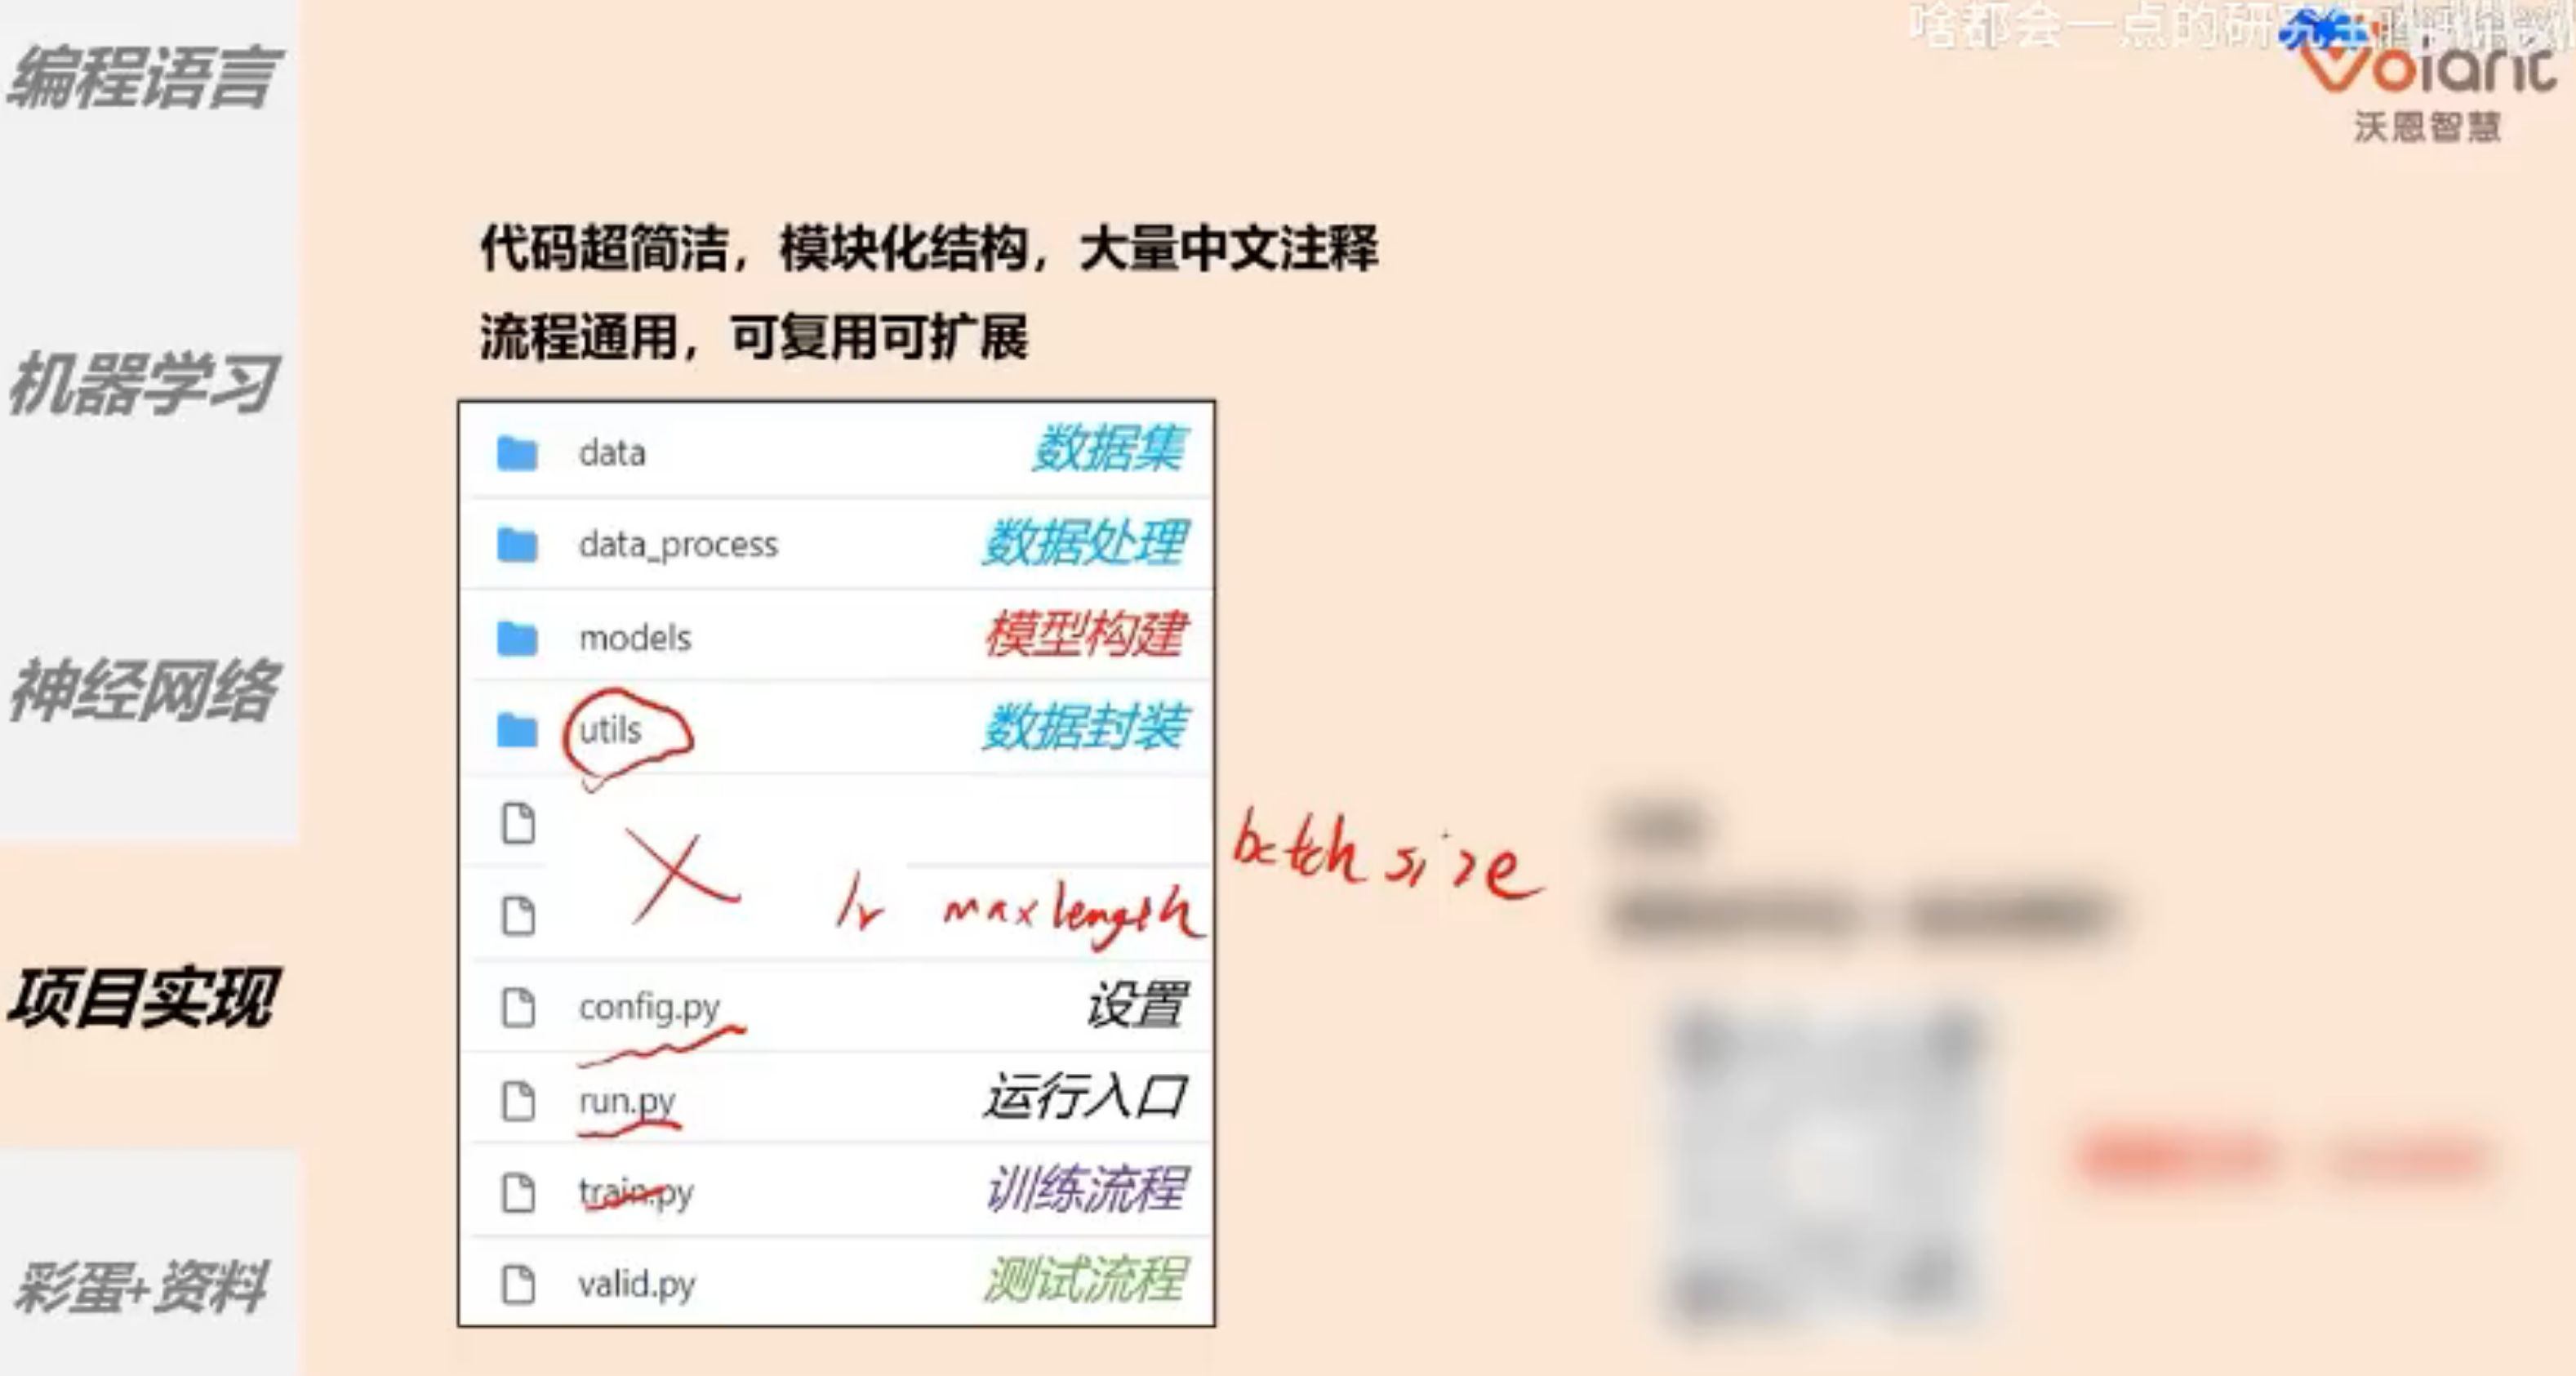 啥都会一点的研究生
Voiant
沃恩智慧
编程语言
机器学习
神经网络
项目实现
彩蛋+资料
代码超简洁，模块化结构，大量中文注释
流程通用，可复用可扩展
data 数据集
data_process 数据处理
models 模型构建
utils 数据封装
batch size
lr max length
config.py 设置
run.py 运行入口
train.py 训练流程
valid.py 测试流程